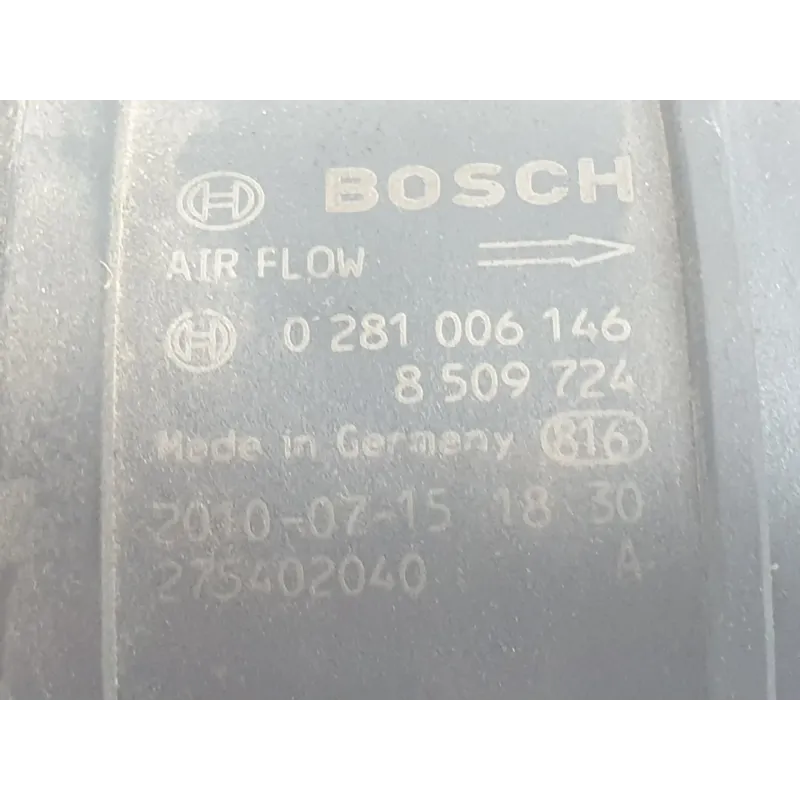 BOSCH
AIR FLOW
0 281 006 146
8 509 724
Made in Germany 816
2010-07-15 18 30
275402040 A